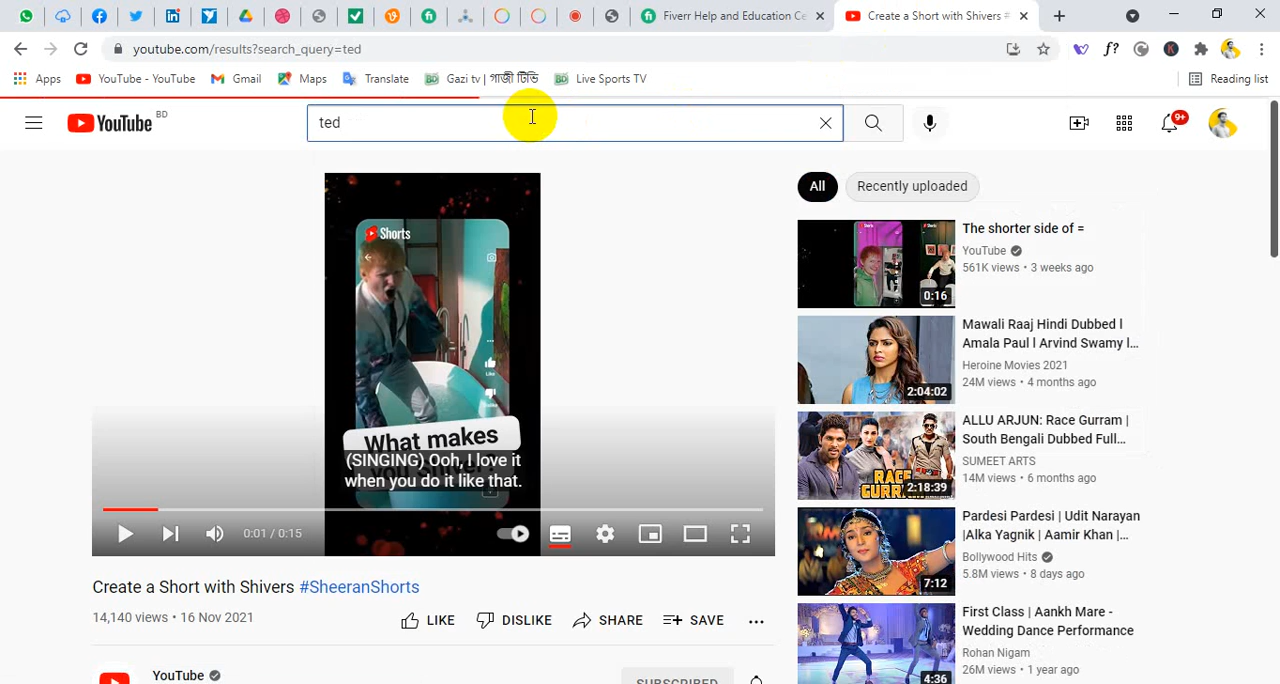 Fiverr Help and Education Ce
Create a Short with Shivers #
youtube.com/results?search_query=ted
Apps
YouTube - YouTube
Gmail
Maps
Translate
Gazi tv | গাজী টিভি
Live Sports TV
Reading list
YouTube BD
ted
9+
All
Recently uploaded
Shorts
Like
What makes
(SINGING) Ooh, I love it
when you do it like that.
0:01 / 0:15
Create a Short with Shivers #SheeranShorts
14,140 views • 16 Nov 2021
LIKE
DISLIKE
SHARE
SAVE
YouTube
SUBSCRIBED
Shorts
0:16
The shorter side of =
YouTube
561K views • 3 weeks ago
2:04:02
Mawali Raaj Hindi Dubbed l
Amala Paul l Arvind Swamy l...
Heroine Movies 2021
24M views • 4 months ago
RACE
GURRAM
2:18:39
ALLU ARJUN: Race Gurram |
South Bengali Dubbed Full...
SUMEET ARTS
14M views • 6 months ago
7:12
Pardesi Pardesi | Udit Narayan
|Alka Yagnik | Aamir Khan |...
Bollywood Hits
5.8M views • 8 days ago
4:36
First Class | Aankh Mare -
Wedding Dance Performance
Rohan Nigam
26M views • 1 year ago